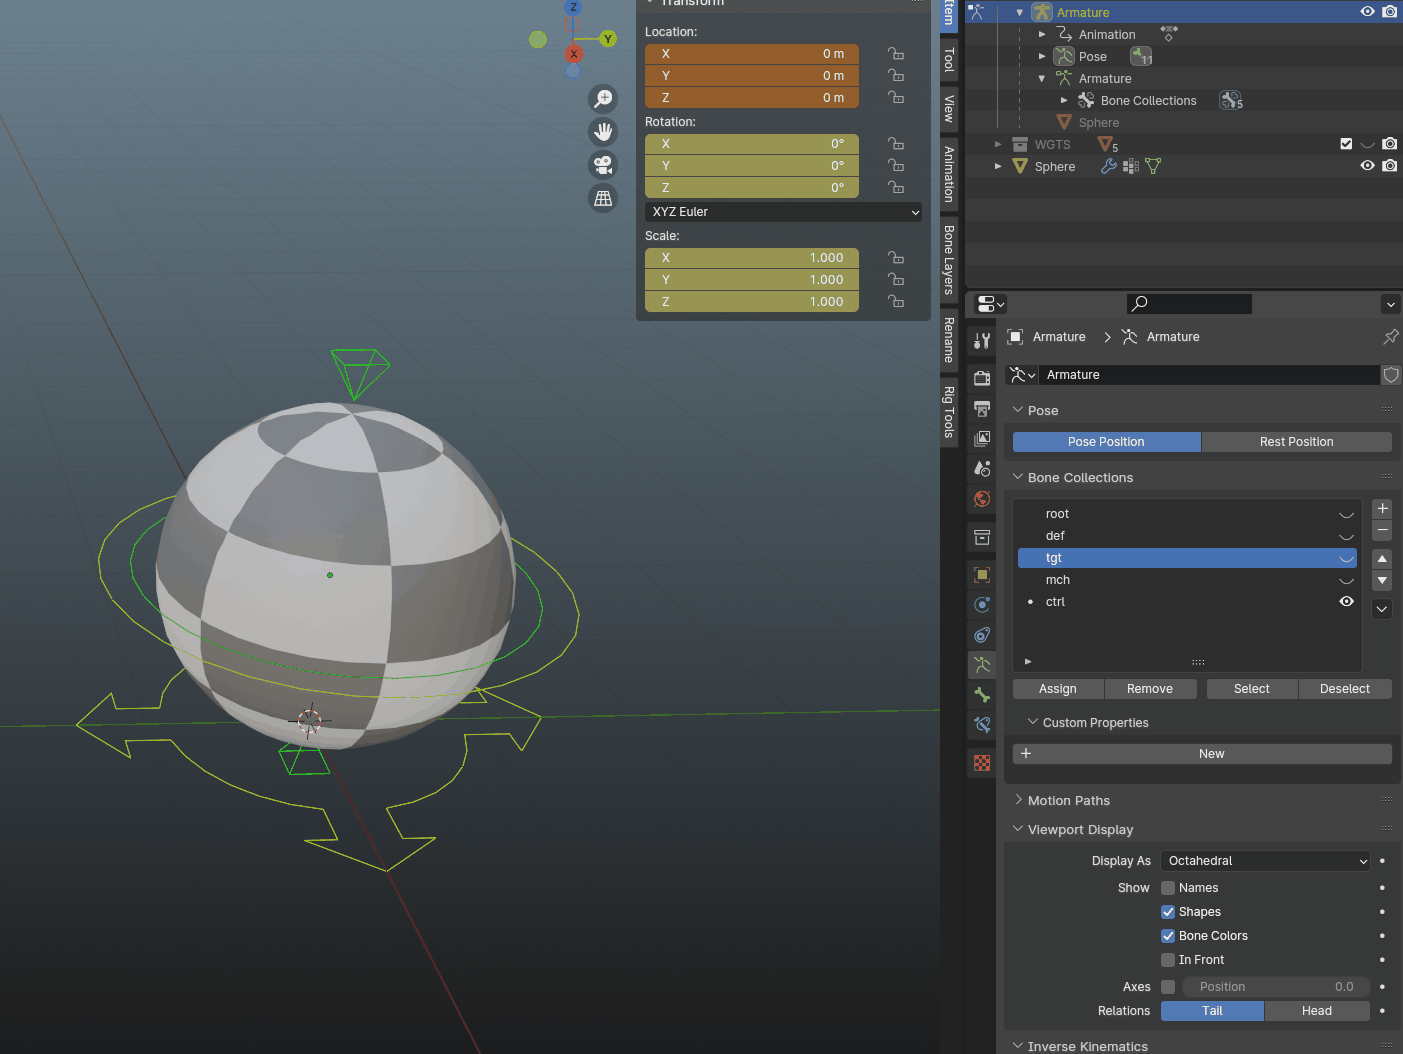 Transform
Location:
X 0 m
Y 0 m
Z 0 m
Rotation:
X 0°
Y 0°
Z 0°
XYZ Euler
Scale:
X 1.000
Y 1.000
Z 1.000
Z
Y
X
Item
Tool
View
Animation
Bone Layers
Rename
Rig Tools
Armature
Animation
Pose 11
Armature
Bone Collections 5
Sphere
WGTS 5
Sphere
Armature > Armature
Armature
Pose
Pose Position Rest Position
Bone Collections
root
def
tgt
mch
ctrl
Assign Remove Select Deselect
Custom Properties
+ New
Motion Paths
Viewport Display
Display As Octahedral
Show Names
Shapes
Bone Colors
In Front
Axes Position 0.0
Relations Tail Head
Inverse Kinematics